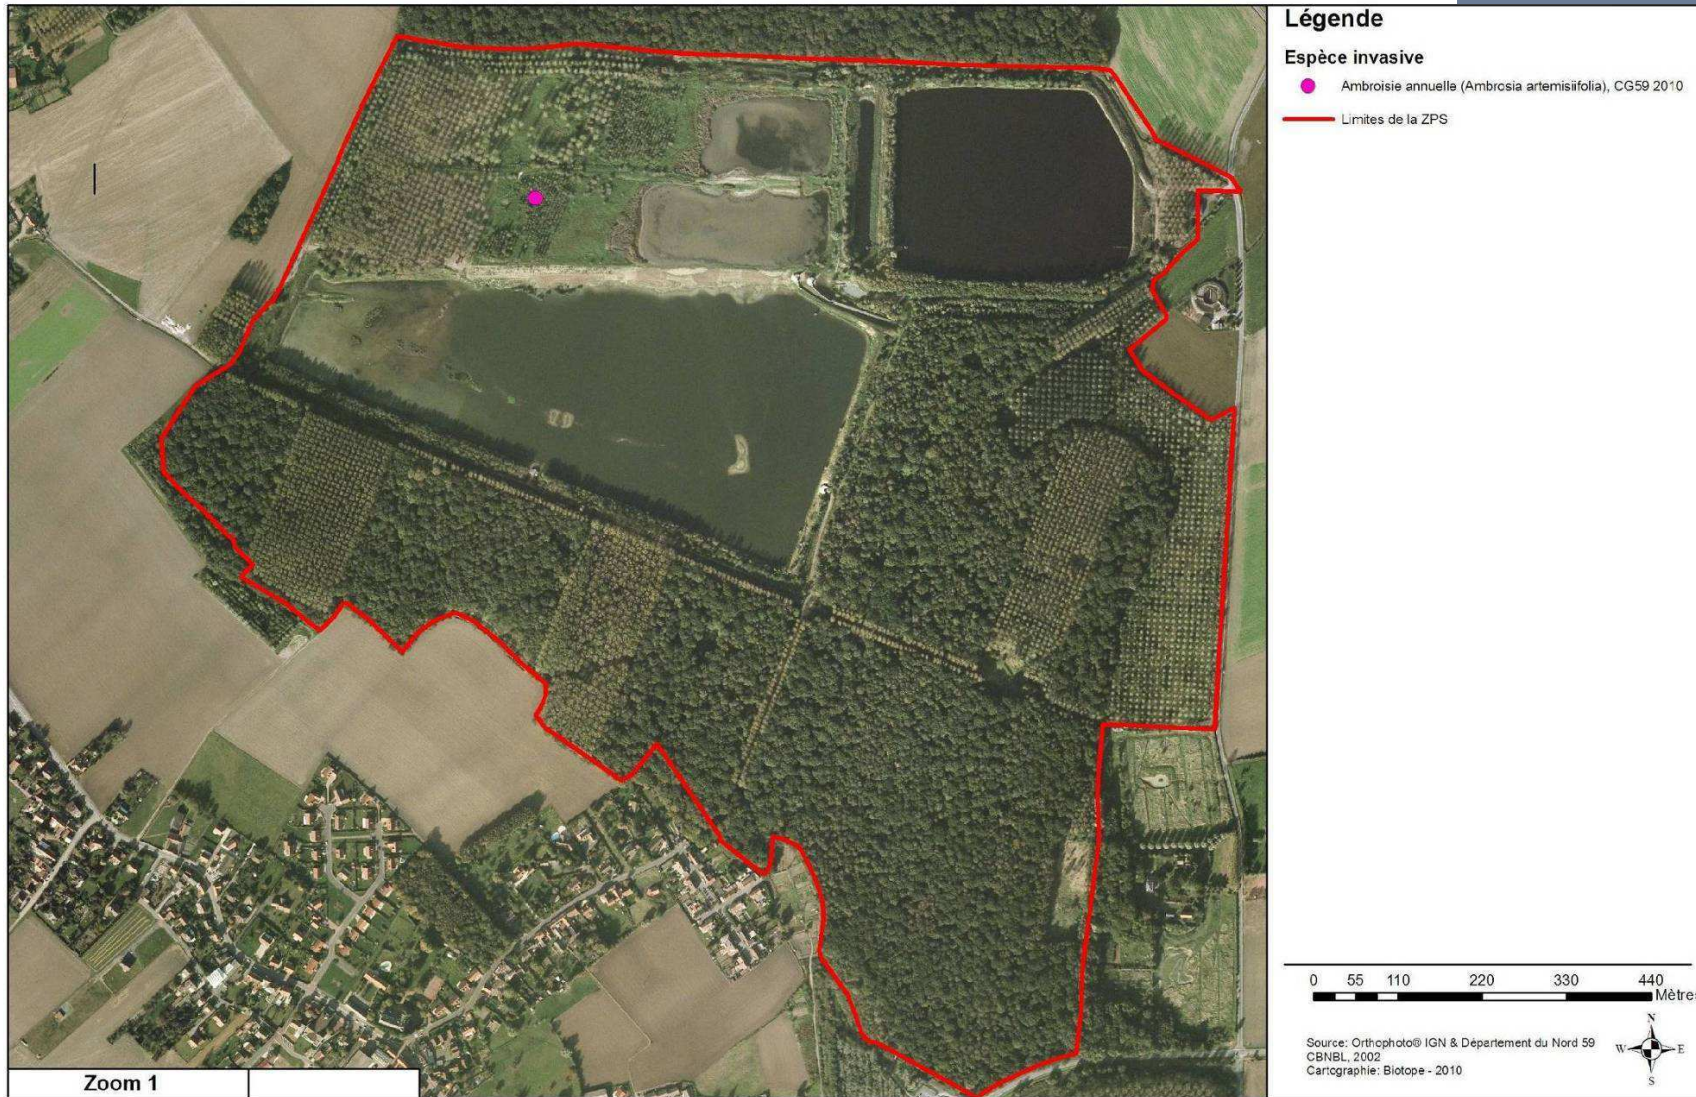 Légende
Espèce invasive
Ambroisie annuelle (Ambrosia artemisiifolia), CG59 2010
Limites de la ZPS
0 55 110 220 330 440
Mètres
N
W E
S
Source: Orthophoto® IGN & Département du Nord 59
CBNBL, 2002
Cartographie: Biotope - 2010
Zoom 1